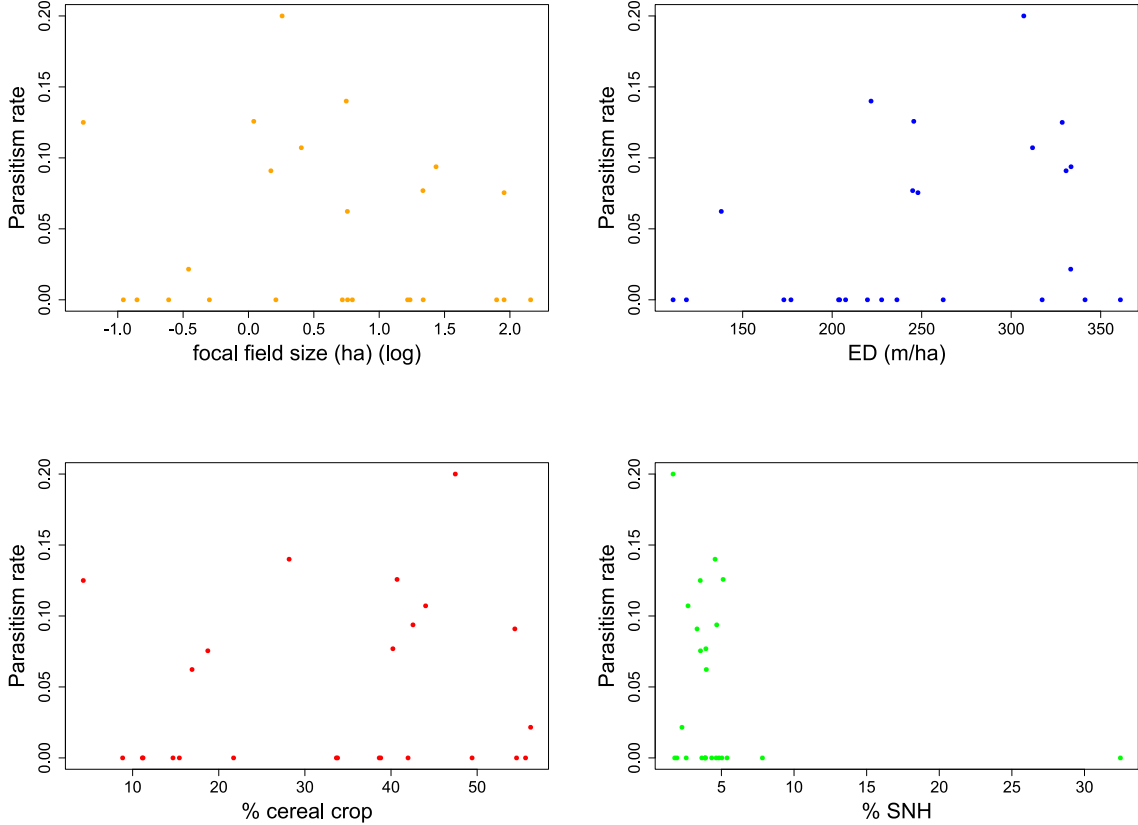 0.20
0.15
0.10
0.05
0.00
Parasitism rate
-1.0 -0.5 0.0 0.5 1.0 1.5 2.0
focal field size (ha) (log)
0.20
0.15
0.10
0.05
0.00
Parasitism rate
150 200 250 300 350
ED (m/ha)
0.20
0.15
0.10
0.05
0.00
Parasitism rate
10 20 30 40 50
% cereal crop
0.20
0.15
0.10
0.05
0.00
Parasitism rate
5 10 15 20 25 30
% SNH